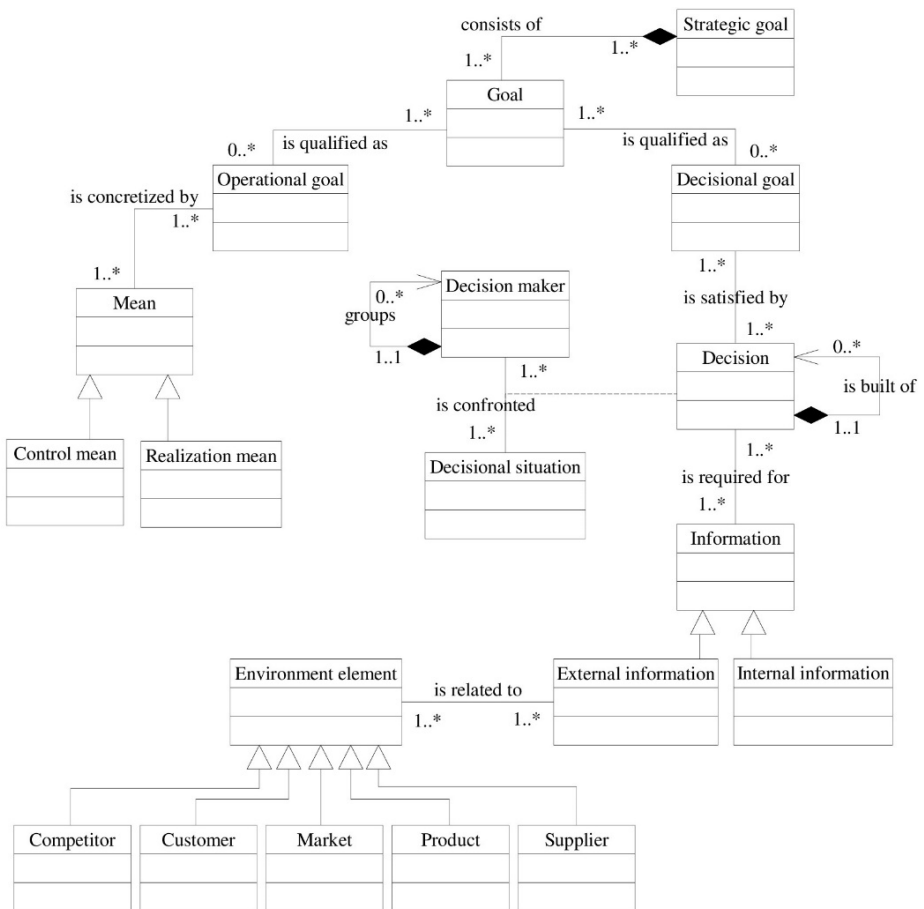 consists of
Strategic goal
1..*
1..*
Goal
1..*
1..*
is qualified as
is qualified as
0..*
0..*
Operational goal
Decisional goal
is concretized by
1..*
1..*
1..*
Mean
0..*
Decision maker
is satisfied by
groups
1..1
1..*
Decision
0..*
1..*
is built of
is confronted
1..1
1..*
1..*
Control mean
Realization mean
Decisional situation
is required for
1..*
Information
Environment element
External information
Internal information
is related to
1..*
1..*
Competitor
Customer
Market
Product
Supplier